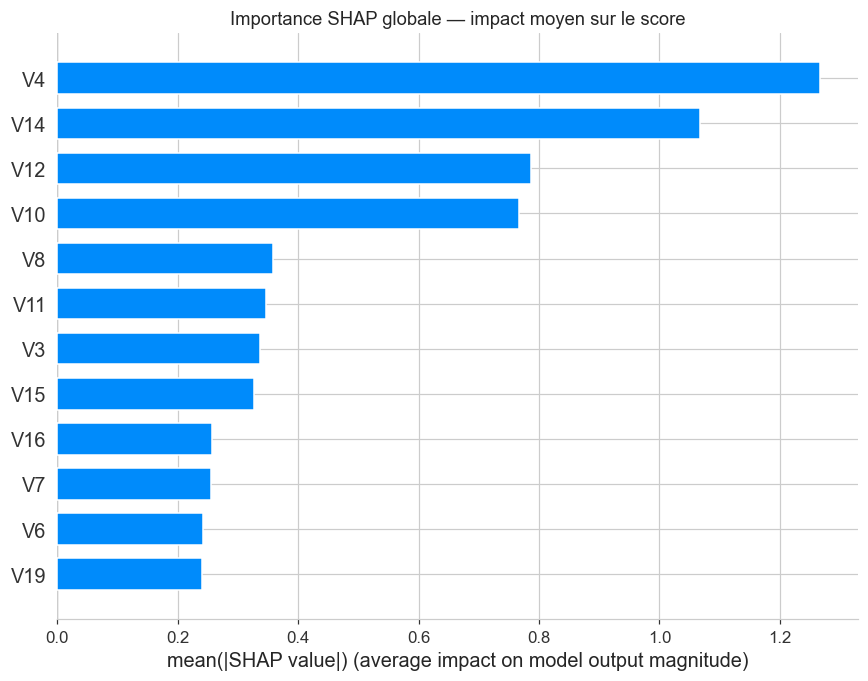 Importance SHAP globale — impact moyen sur le score
V4
V14
V12
V10
V8
V11
V3
V15
V16
V7
V6
V19
0.0 0.2 0.4 0.6 0.8 1.0 1.2
mean(|SHAP value|) (average impact on model output magnitude)